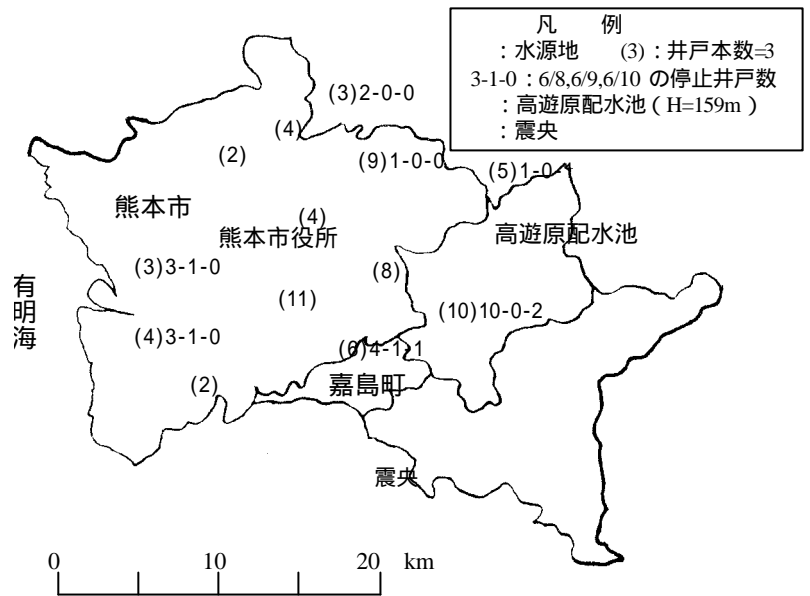 凡 例
：水源地 (3)：井戸本数=3
3-1-0：6/8,6/9,6/10 の停止井戸数
：高遊原配水池（H=159m）
：震央
(3)2-0-0
(4)
(2)
(9)1-0-0
(5)1-0-1
熊本市
(4)
熊本市役所
高遊原配水池
(3)3-1-0
(8)
有明海
(11)
(10)10-0-2
(4)3-1-0
(6)4-1-1
(2)
嘉島町
震央
0 10 20 km